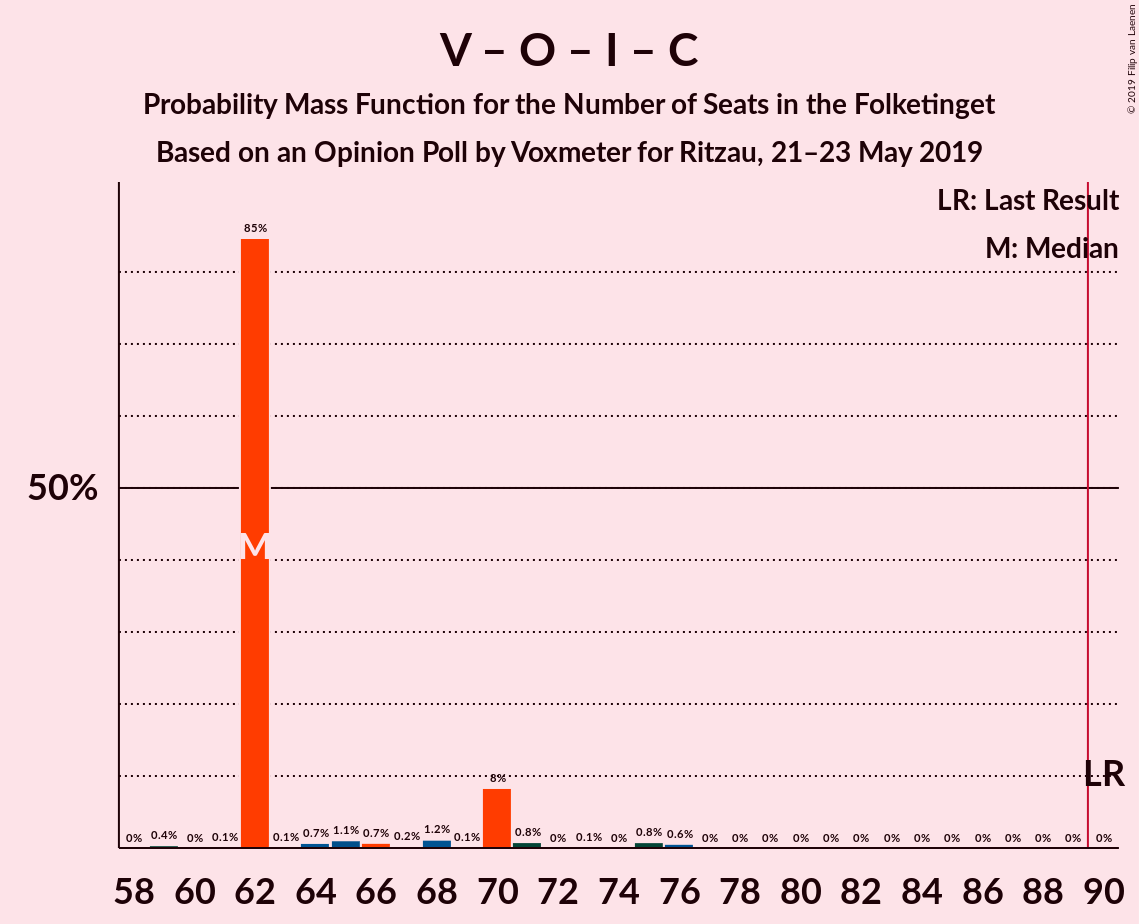 V – O – I – C
Probability Mass Function for the Number of Seats in the Folketinget
Based on an Opinion Poll by Voxmeter for Ritzau, 21–23 May 2019
© 2019 Filip van Laenen
LR: Last Result
M: Median
85%
50%
M
LR
8%
0% 0.4% 0% 0.1% 0.1% 0.7% 1.1% 0.7% 0.2% 1.2% 0.1% 0.8% 0% 0.1% 0% 0.8% 0.6% 0% 0% 0% 0% 0% 0% 0% 0% 0% 0% 0% 0% 0% 0%
58 60 62 64 66 68 70 72 74 76 78 80 82 84 86 88 90